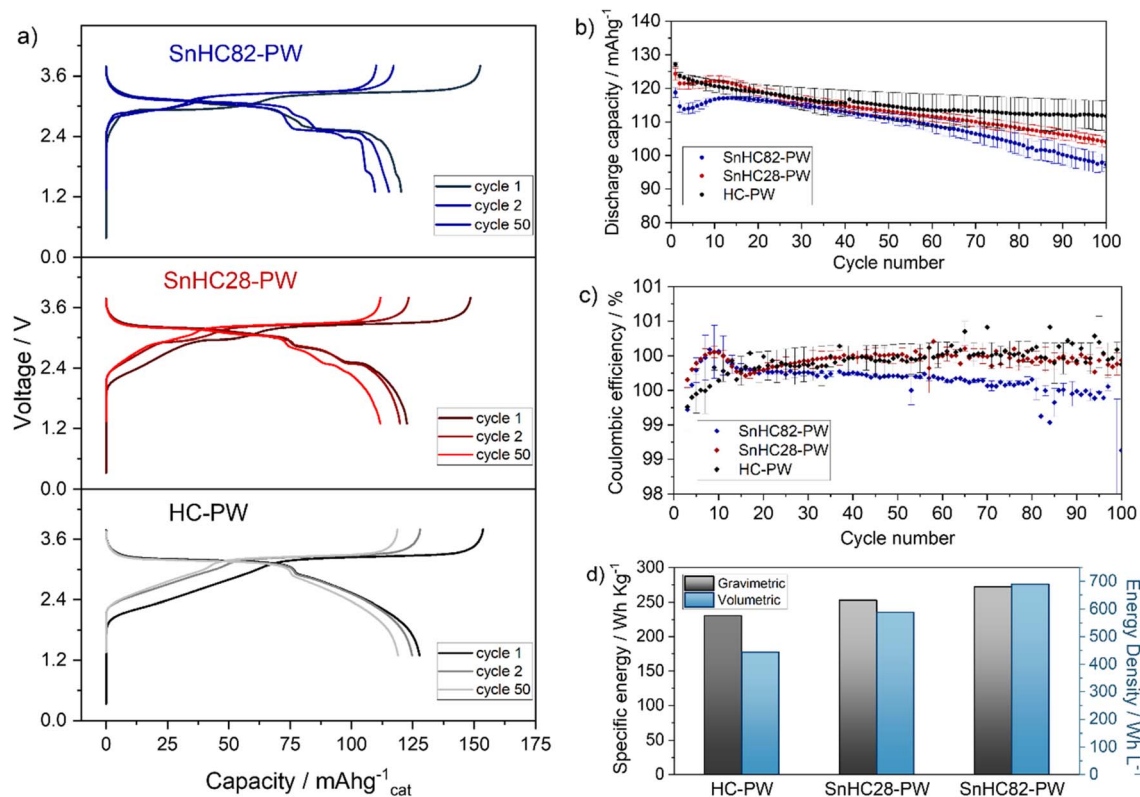 a)
SnHC82-PW
3.6
2.4
1.2
0.0
cycle 1
cycle 2
cycle 50
SnHC28-PW
3.6
2.4
1.2
0.0
cycle 1
cycle 2
cycle 50
HC-PW
3.6
2.4
1.2
0.0
cycle 1
cycle 2
cycle 50
Voltage / V
0 25 50 75 100 125 150 175
Capacity / mAhg⁻¹cat
b)
Discharge capacity / mAhg⁻¹
140
130
120
110
100
90
80
SnHC82-PW
SnHC28-PW
HC-PW
0 10 20 30 40 50 60 70 80 90 100
Cycle number
c)
Coulombic efficiency / %
101
101
100
100
99
99
98
SnHC82-PW
SnHC28-PW
HC-PW
0 10 20 30 40 50 60 70 80 90 100
Cycle number
d)
Specific energy / Wh Kg⁻¹
300
250
225
200
175
150
125
100
75
50
25
0
Gravimetric
Volumetric
700
600
500
400
300
200
100
0
Energy Density / Wh L⁻¹
HC-PW SnHC28-PW SnHC82-PW